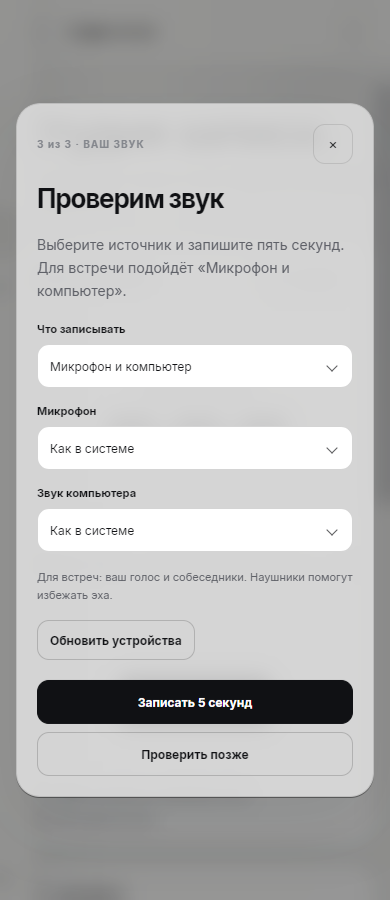 3 из 3 · ВАШ ЗВУК
×
Проверим звук
Выберите источник и запишите пять секунд.
Для встречи подойдёт «Микрофон и
компьютер».
Что записывать
Микрофон и компьютер
Микрофон
Как в системе
Звук компьютера
Как в системе
Для встреч: ваш голос и собеседники. Наушники помогут
избежать эха.
Обновить устройства
Записать 5 секунд
Проверить позже